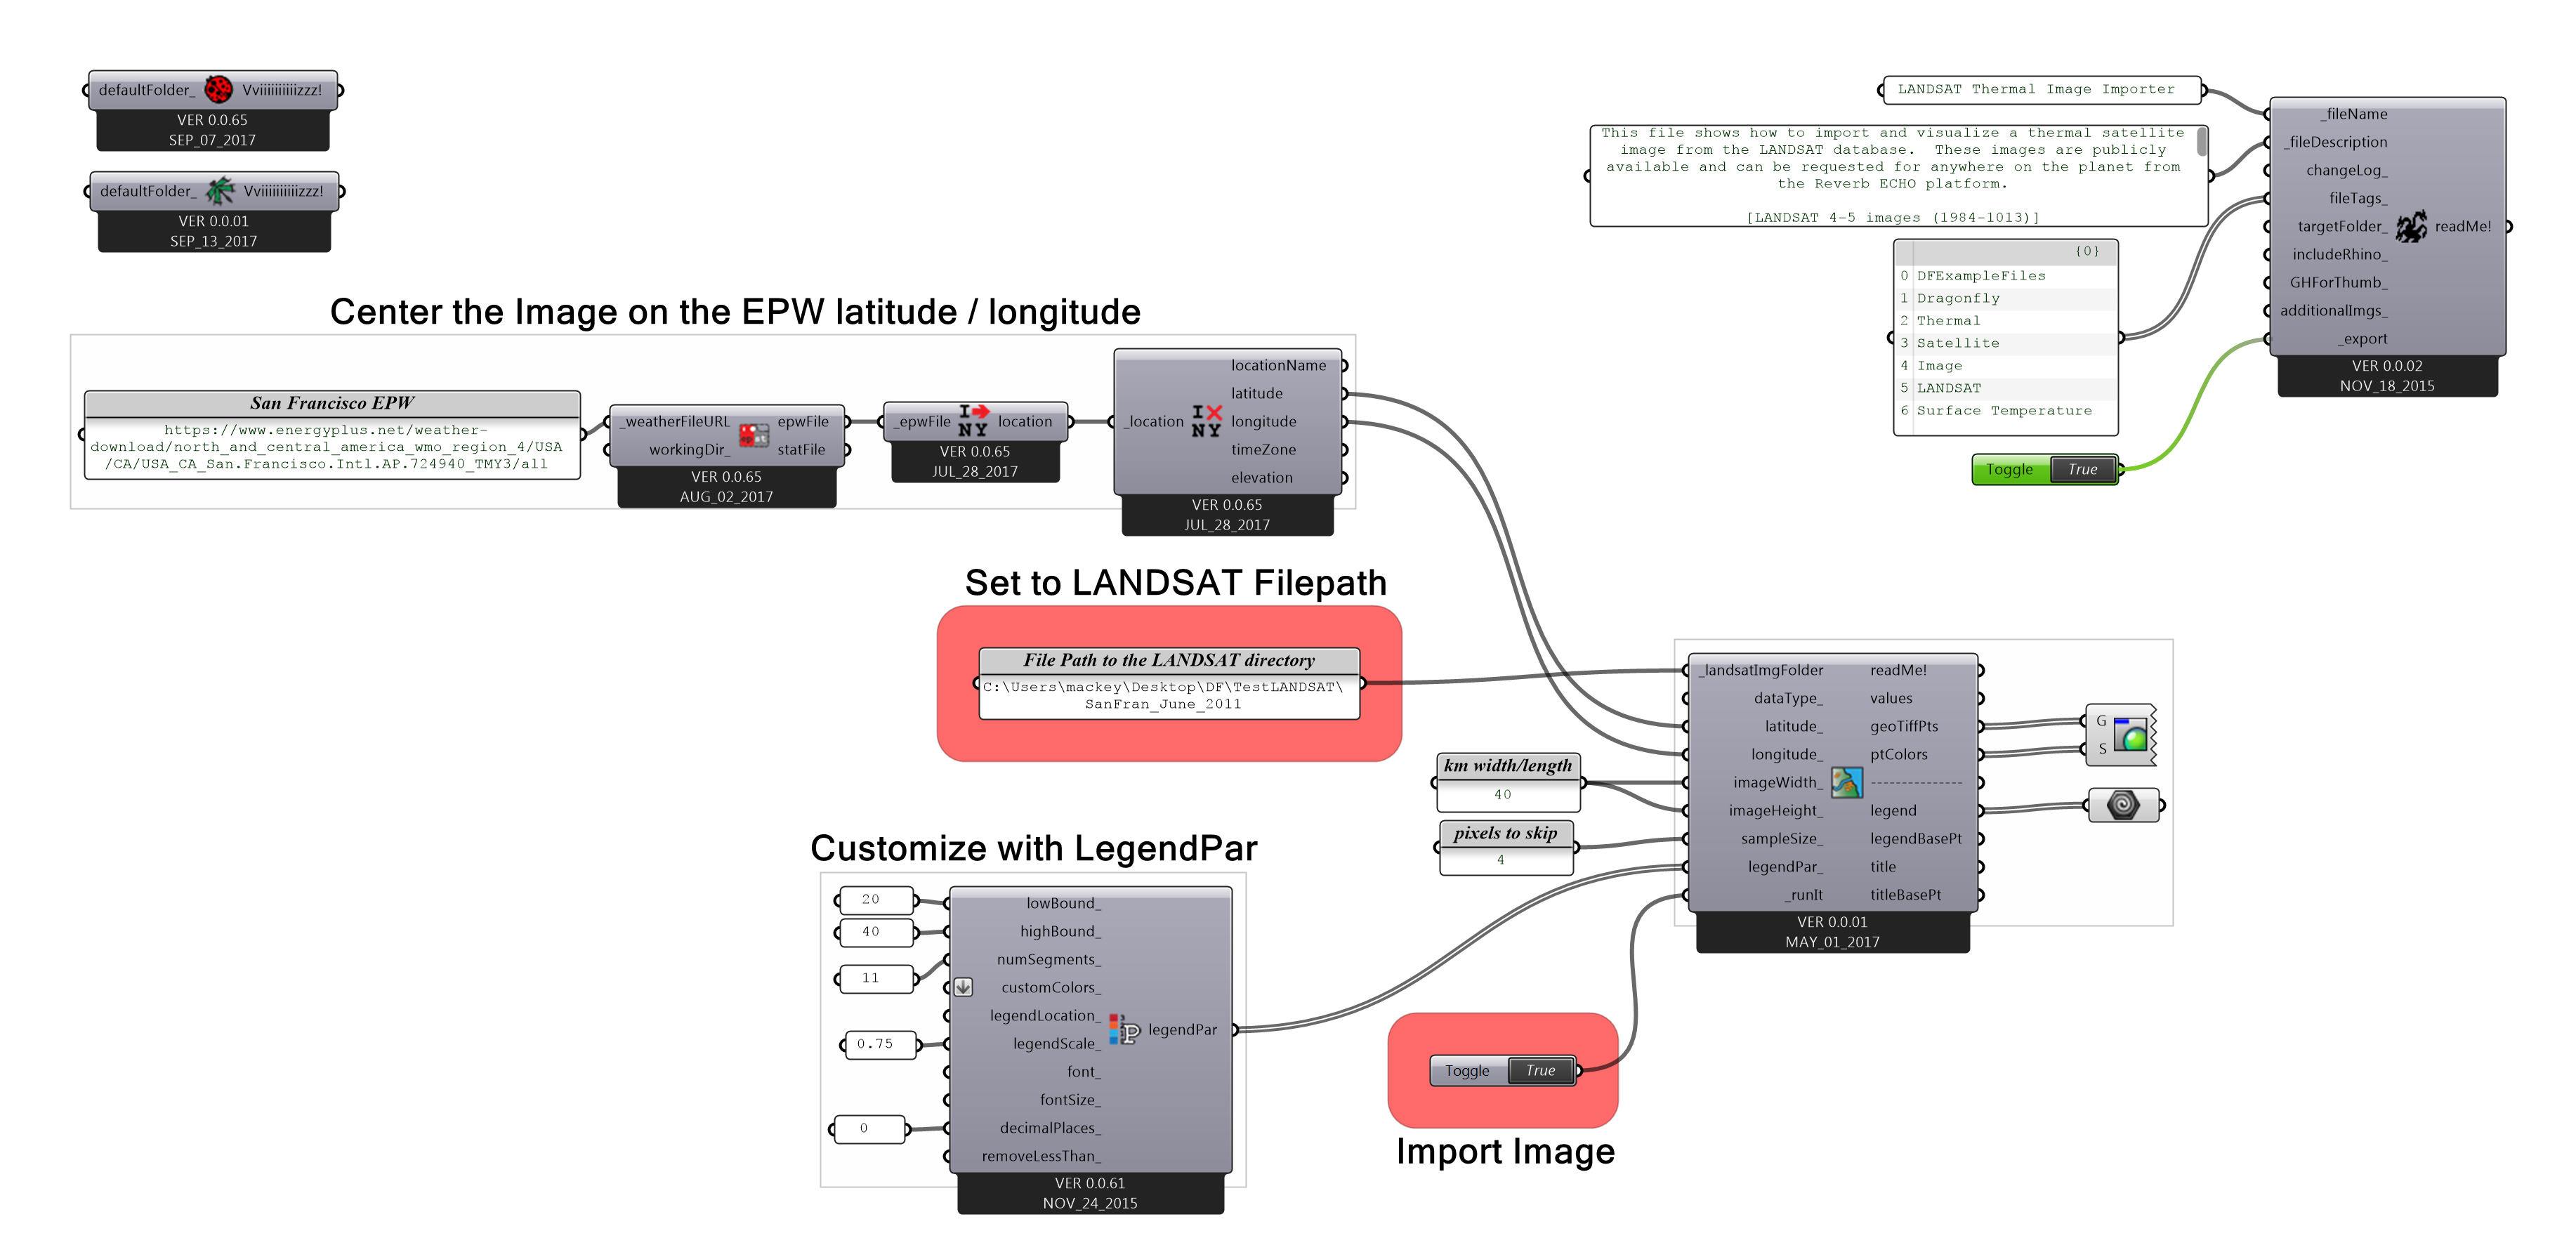 defaultFolder_ Vviiiiiiiiiizzz!
VER 0.0.65
SEP_07_2017
defaultFolder_ Vviiiiiiiiiizzz!
VER 0.0.01
SEP_13_2017
LANDSAT Thermal Image Importer
This file shows how to import and visualize a thermal satellite
image from the LANDSAT database. These images are publicly
available and can be requested for anywhere on the planet from
the Reverb ECHO platform.
[LANDSAT 4-5 images (1984-1013)]
{0}
0 DFExampleFiles
1 Dragonfly
2 Thermal
3 Satellite
4 Image
5 LANDSAT
6 Surface Temperature
Toggle True
_fileName
_fileDescription
changeLog_
fileTags_
targetFolder_
includeRhino_
GHForThumb_
additionalImgs_
_export
readMe!
VER 0.0.02
NOV_18_2015
Center the Image on the EPW latitude / longitude
San Francisco EPW
https://www.energyplus.net/weather-
download/north_and_central_america_wmo_region_4/USA
/CA/USA_CA_San.Francisco.Intl.AP.724940_TMY3/all
_weatherFileURL epwFile
workingDir_ statFile
VER 0.0.65
AUG_02_2017
_epwFile I NY location
VER 0.0.65
JUL_28_2017
_location I NY
locationName
latitude
longitude
timeZone
elevation
VER 0.0.65
JUL_28_2017
Set to LANDSAT Filepath
File Path to the LANDSAT directory
C:\Users\mackey\Desktop\DF\TestLANDSAT\
SanFran_June_2011
km width/length
40
pixels to skip
4
_landsatImgFolder readMe!
dataType_ values
latitude_ geoTiffPts
longitude_ ptColors
imageWidth_ --------------
imageHeight_ legend
sampleSize_ legendBasePt
legendPar_ title
_runIt titleBasePt
VER 0.0.01
MAY_01_2017
G
S
Customize with LegendPar
20
40
11
0.75
0
lowBound_
highBound_
numSegments_
customColors_
legendLocation_
legendScale_
font_
fontSize_
decimalPlaces_
removeLessThan_
P legendPar
VER 0.0.61
NOV_24_2015
Toggle True
Import Image